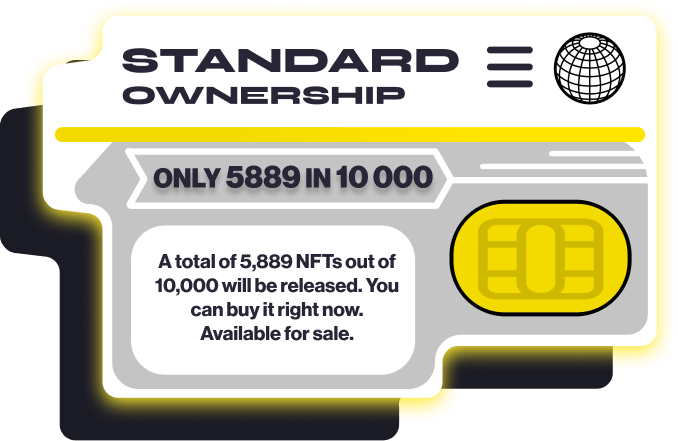 STANDARD
OWNERSHIP
ONLY 5889 IN 10 000
A total of 5,889 NFTs out of
10,000 will be released. You
can buy it right now.
Available for sale.